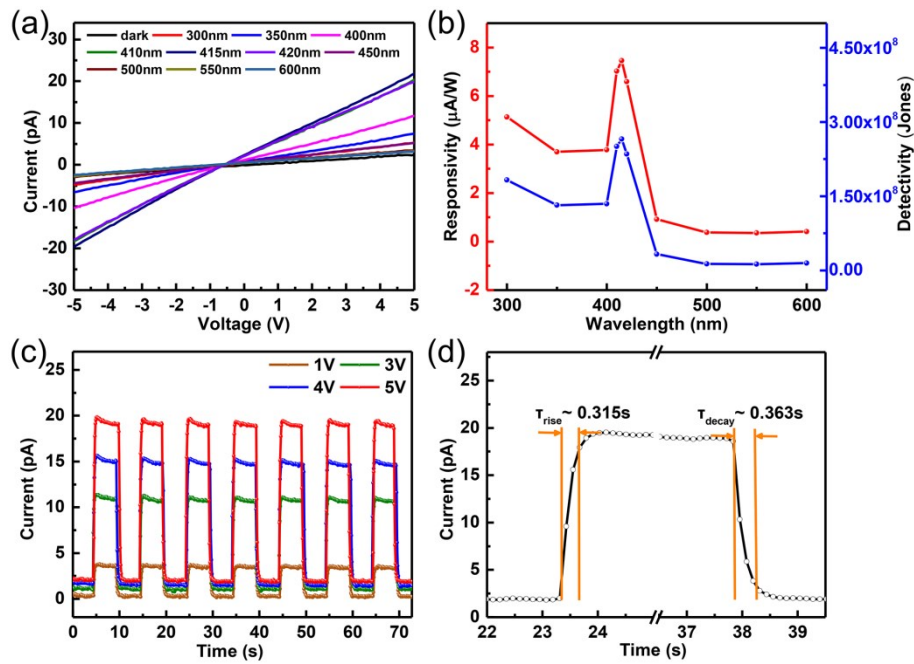 (a)
dark 300nm 350nm 400nm
410nm 415nm 420nm 450nm
500nm 550nm 600nm
30
20
10
0
-10
-20
-30
Current (pA)
-5 -4 -3 -2 -1 0 1 2 3 4 5
Voltage (V)
(b)
8
6
4
2
0
-2
Responsivity (μA/W)
4.50x10⁸
3.00x10⁸
1.50x10⁸
0.00
Detectivity (Jones)
300 400 500 600
Wavelength (nm)
(c)
1V 3V
4V 5V
25
20
15
10
5
0
Current (pA)
0 10 20 30 40 50 60 70
Time (s)
(d)
τrise~ 0.315s τdecay~ 0.363s
25
20
15
10
5
0
Current (pA)
22 23 24 37 38 39
Time (s)